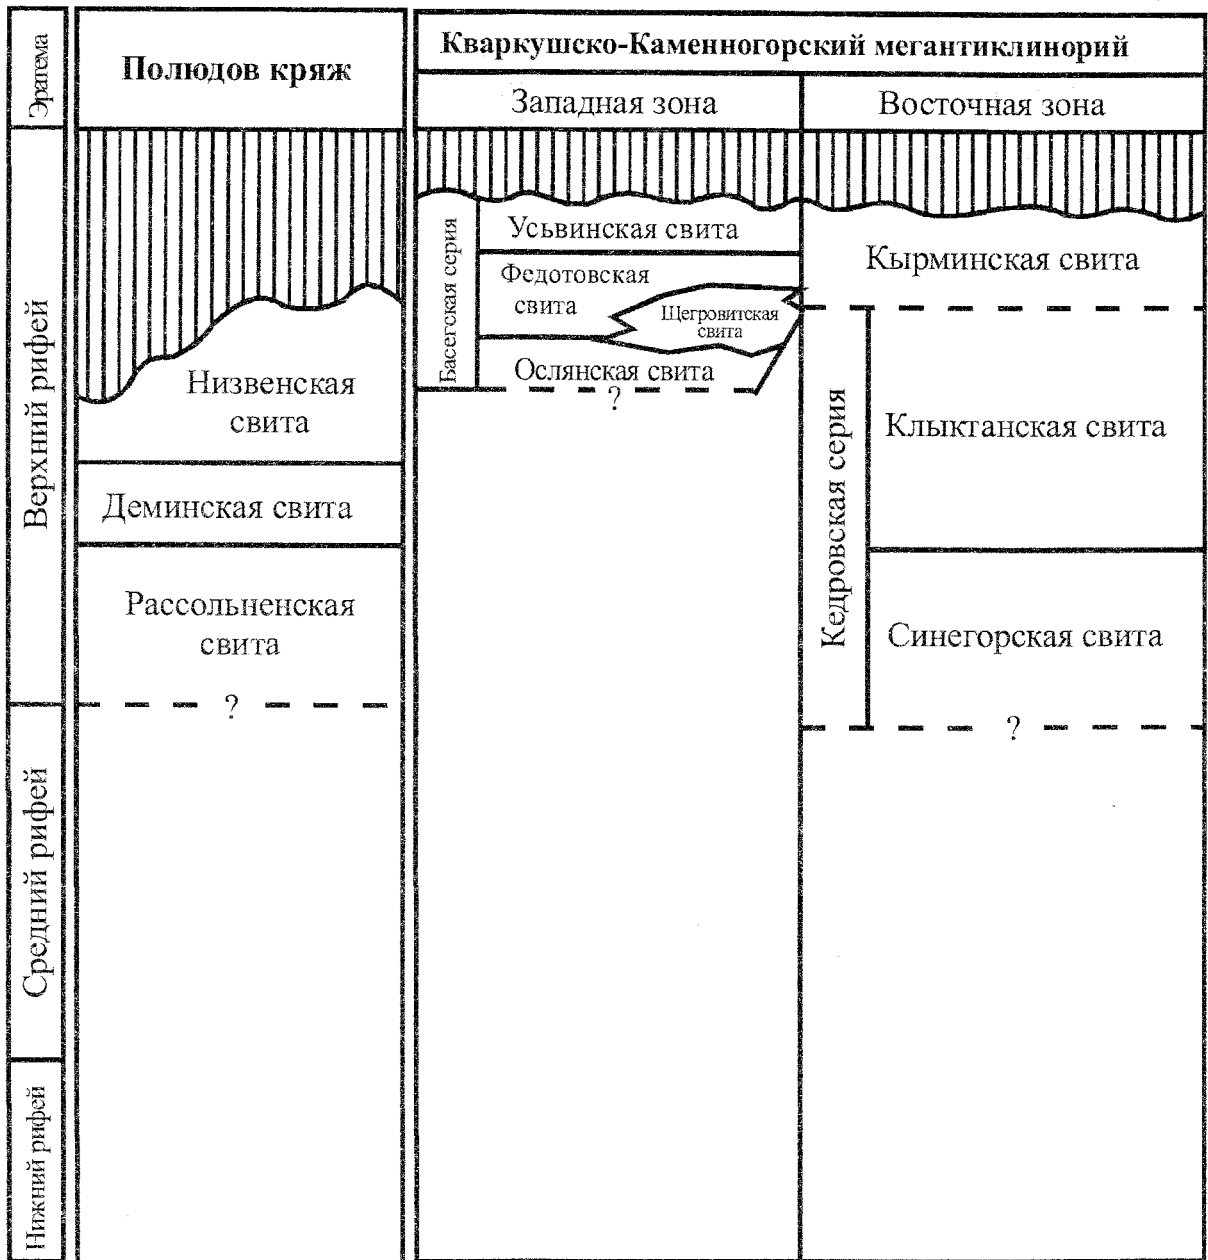 Эратема
Полюдов кряж
Кваркушско-Каменногорский мегантиклинорий
Западная зона
Восточная зона
Верхний рифей
Средний рифей
Нижний рифей
Низвенская
свита
Деминская свита
Рассольненская
свита
?
Басегская серия
Усьвинская свита
Федотовская
свита
Щегровитская
свита
Ослянская свита
?
Кырминская свита
Кедровская серия
Клыктанская свита
Синегорская свита
?